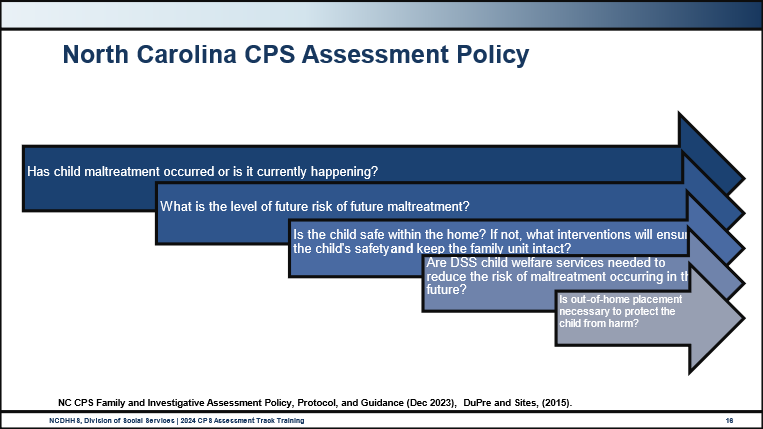 North Carolina CPS Assessment Policy
Has child maltreatment occurred or is it currently happening?
What is the level of future risk of future maltreatment?
Is the child safe within the home? If not, what interventions will ensur
the child's safety and keep the family unit intact?
Are DSS child welfare services needed to
reduce the risk of maltreatment occurring in th
future?
Is out-of-home placement
necessary to protect the
child from harm?
NC CPS Family and Investigative Assessment Policy, Protocol, and Guidance (Dec 2023), DuPre and Sites, (2015).
NCDHHS, Division of Social Services | 2024 CPS Assessment Track Training
16